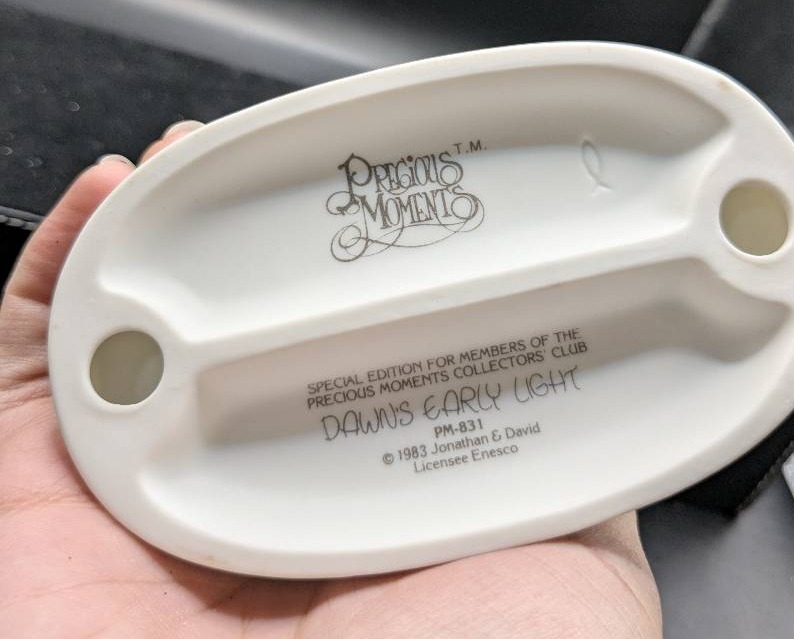 Precious T.M.
Moments
SPECIAL EDITION FOR MEMBERS OF THE
PRECIOUS MOMENTS COLLECTORS' CLUB
DAWN'S EARLY LIGHT
PM-831
© 1983 Jonathan & David
Licensee Enesco